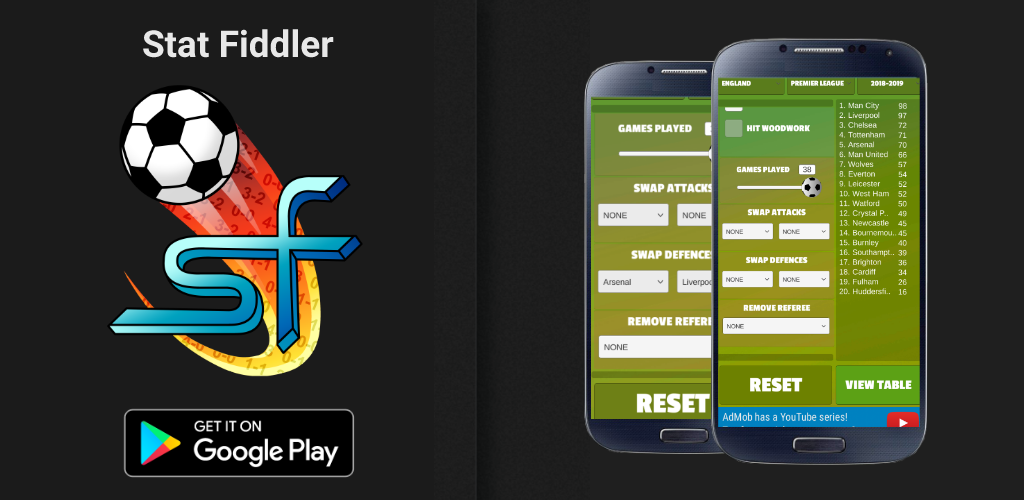 Stat Fiddler
3-2
sf
GET IT ON
Google Play
GAMES PLAYED
SWAP ATTACKS
NONE
NONE
SWAP DEFENCES
Arsenal
Liverpoo
REMOVE REFERE
NONE
RESET
ENGLAND
PREMIER LEAGUE
2018-2019
HIT WOODWORK
GAMES PLAYED 38
SWAP ATTACKS
NONE
NONE
SWAP DEFENCES
NONE
NONE
REMOVE REFEREE
NONE
RESET
1. Man City 98
2. Liverpool 97
3. Chelsea 72
4. Tottenham 71
5. Arsenal 70
6. Man United 66
7. Wolves 57
8. Everton 54
9. Leicester 52
10. West Ham 52
11. Watford 50
12. Crystal P.. 49
13. Newcastle 45
14. Bournemou.. 45
15. Burnley 40
16. Southampt.. 39
17. Brighton 36
18. Cardiff 34
19. Fulham 26
20. Huddersfi.. 16
VIEW TABLE
AdMob has a YouTube series!